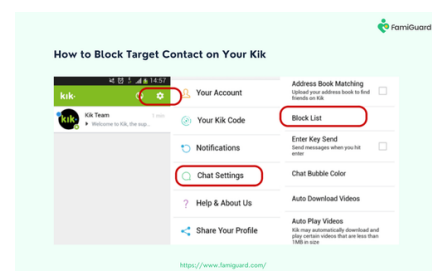 FamiGuard
How to Block Target Contact on Your Kik
14:57
kik·
Kik Team
Welcome to Kik, the sup...
kik·
Your Account
Your Kik Code
Notifications
Chat Settings
Help & About Us
Share Your Profile
Address Book Matching
Upload your address book to find
friends on Kik
Block List
Enter Key Send
Send messages when you hit
enter
Chat Bubble Color
Auto Download Videos
Auto Play Videos
Kik may automatically download and
play certain videos that are less than
1MB in size
https://www.famiguard.com/